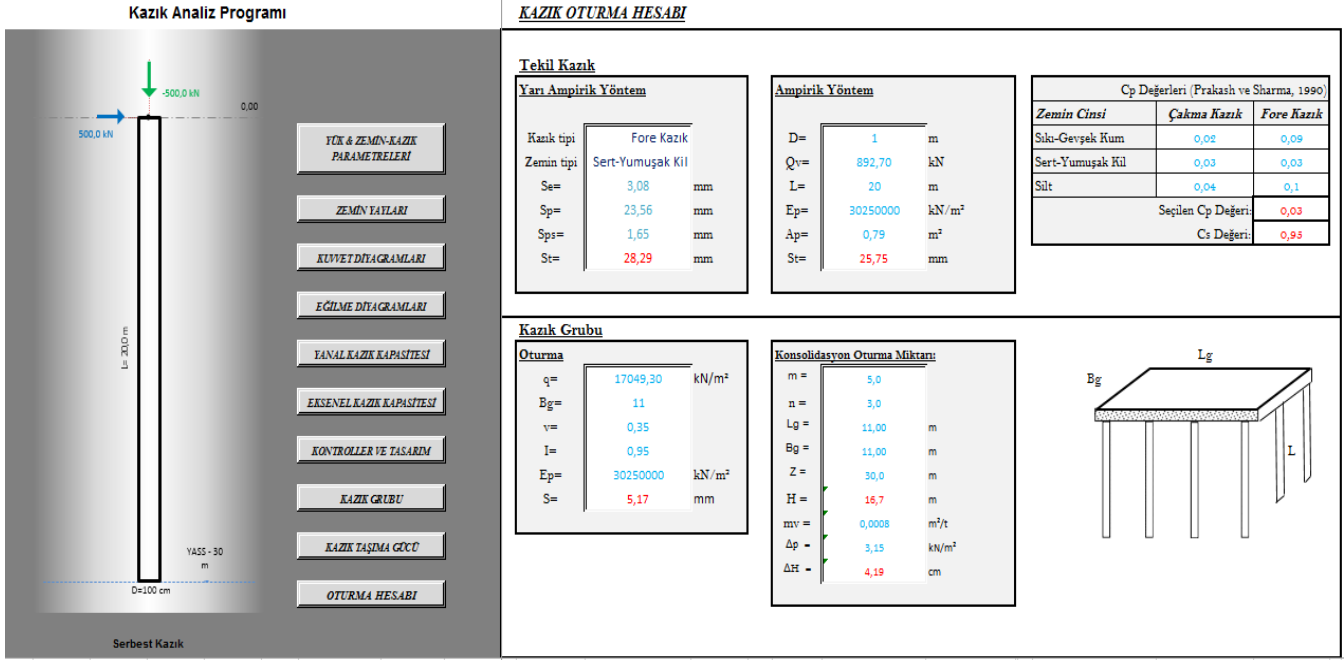 Kazık Analiz Programı
-500,0 kN
0,00
500,0 kN
L= 20,0 m
YASS - 30
m
D=100 cm
Serbest Kazık
YÜK & ZEMİN-KAZIK
PARAMETRELERİ
ZEMİN YAYLARI
KUVVET DİYAGRAMLARI
EĞİLME DİYAGRAMLARI
YANAL KAZIK KAPASİTESİ
EKSENEL KAZIK KAPASİTESİ
KONTROLLER VE TASARIM
KAZIK GRUBU
KAZIK TAŞIMA GÜCÜ
OTURMA HESABI
KAZIK OTURMA HESABI
Tekil Kazık
Yarı Ampirik Yöntem
Kazık tipi Fore Kazık
Zemin tipi Sert-Yumuşak Kil
Se= 3,08 mm
Sp= 23,56 mm
Sps= 1,65 mm
St= 28,29 mm
Ampirik Yöntem
D= 1 m
Qv= 892,70 kN
L= 20 m
Ep= 30250000 kN/m²
Ap= 0,79 m²
St= 25,75 mm
Cp Değerleri (Prakash ve Sharma, 1990)
Zemin Cinsi Çakma Kazık Fore Kazık
Sıkı-Gevşek Kum 0,02 0,09
Sert-Yumuşak Kil 0,03 0,03
Silt 0,04 0,1
Seçilen Cp Değeri: 0,03
Cs Değeri: 0,93
Kazık Grubu
Oturma
q= 17049,30 kN/m²
Bg= 11
v= 0,35
I= 0,95
Ep= 30250000 kN/m²
S= 5,17 mm
Konsolidasyon Oturma Miktarı:
m = 5,0
n = 3,0
Lg = 11,00 m
Bg = 11,00 m
Z = 30,0 m
H = 16,7 m
mv = 0,0008 m²/t
Δp = 3,15 kN/m²
ΔH = 4,19 cm
Lg
Bg
L